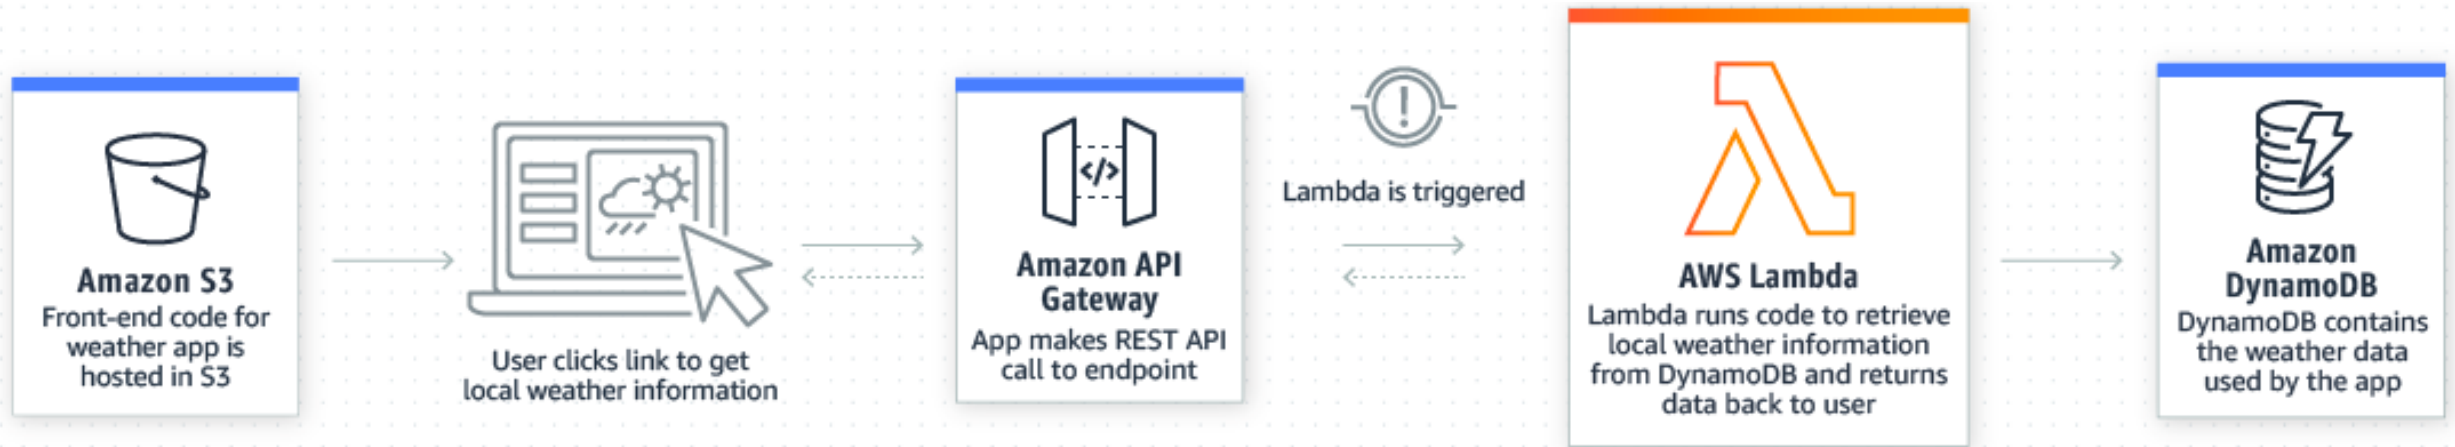 Amazon S3
Front-end code for
weather app is
hosted in S3
User clicks link to get
local weather information
</>
Amazon API
Gateway
App makes REST API
call to endpoint
!
Lambda is triggered
AWS Lambda
Lambda runs code to retrieve
local weather information
from DynamoDB and returns
data back to user
Amazon
DynamoDB
DynamoDB contains
the weather data
used by the app